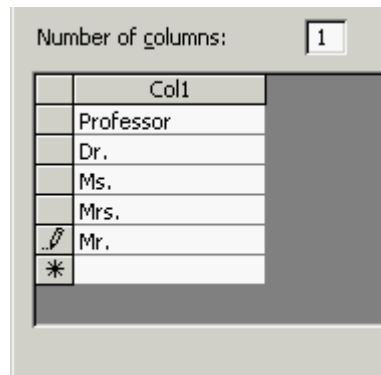 Number of columns: 1
Col1
Professor
Dr.
Ms.
Mrs.
Mr.